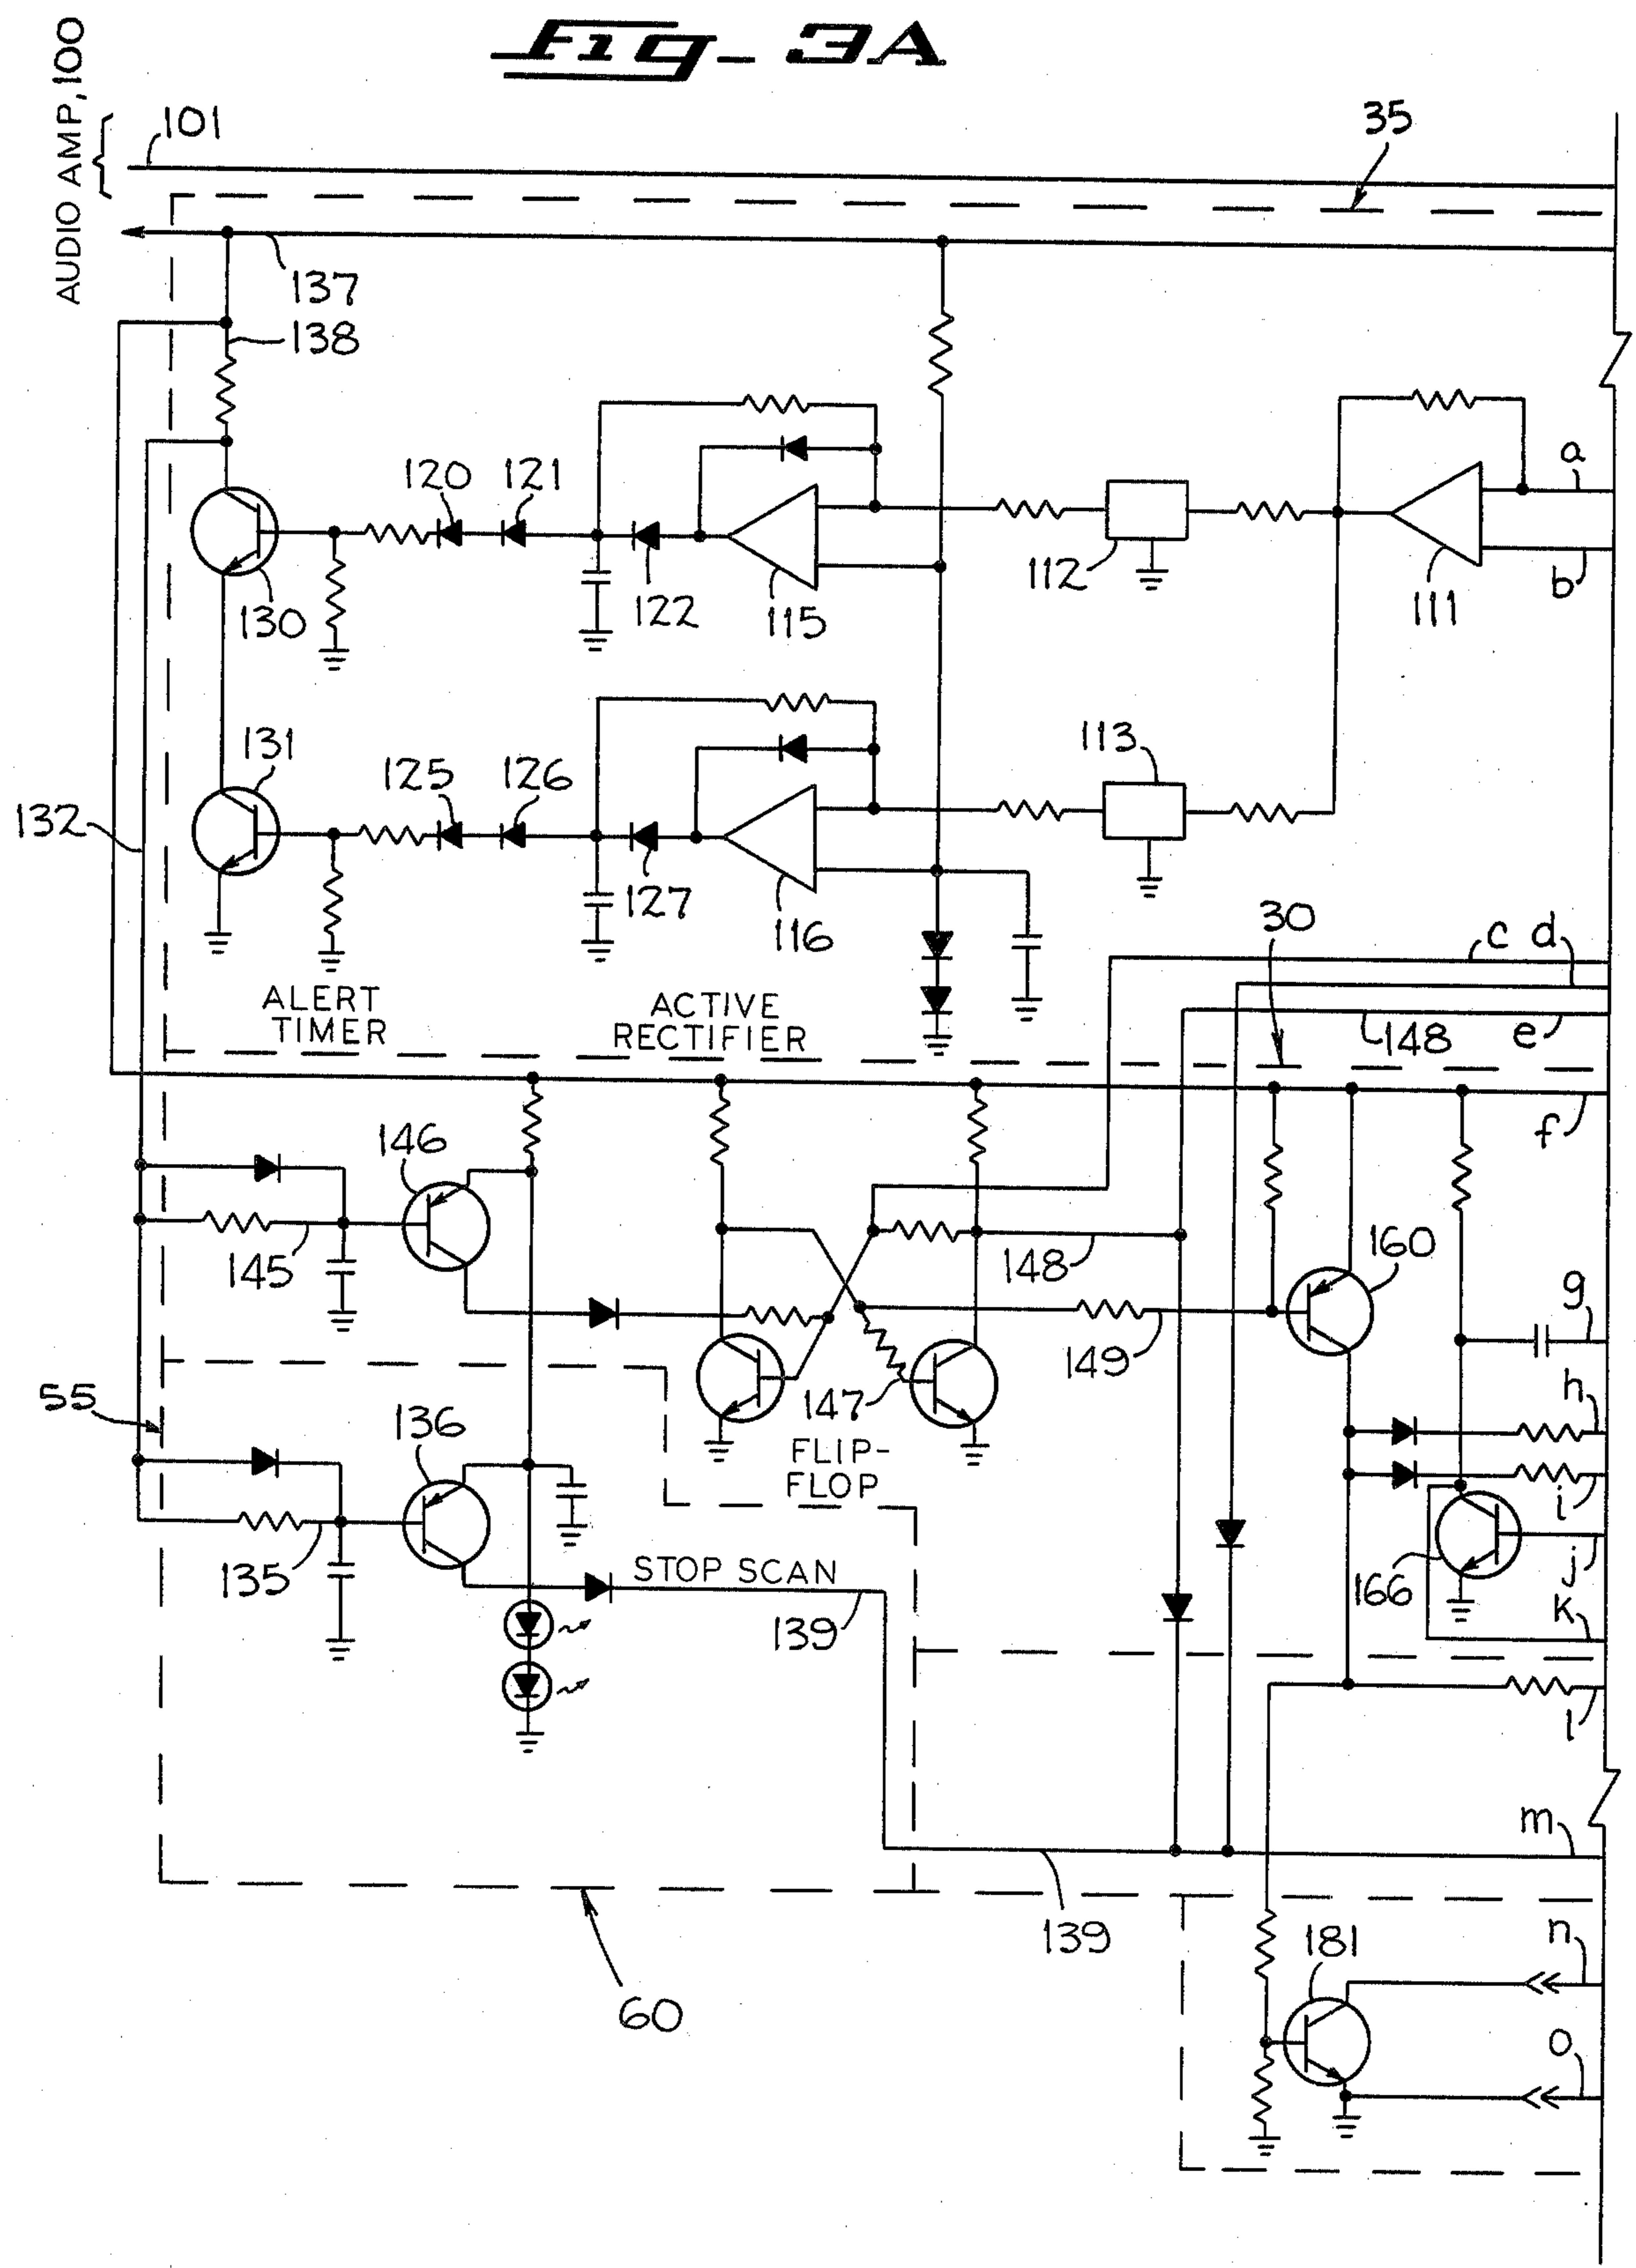 Fig-3A
AUDIO AMP, 100
101
35
137
138
120
121
a
130
122
115
112
111
b
131
125
126
113
132
127
116
30
c
d
ALERT
TIMER
ACTIVE
RECTIFIER
148
e
f
146
160
145
148
g
149
55
147
h
136
FLIP-
FLOP
i
135
STOP SCAN
139
166
j
K
l
m
139
181
n
60
o